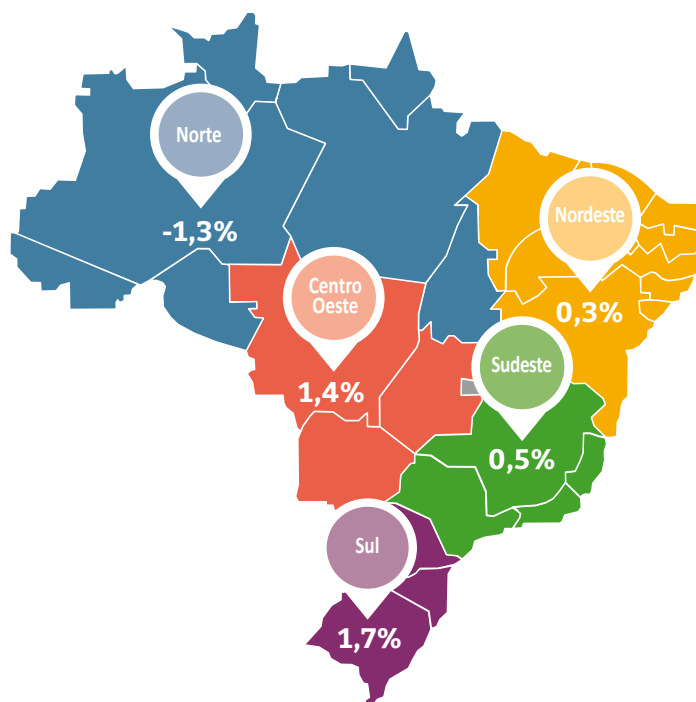 Norte
-1,3%
Nordeste
0,3%
Centro
Oeste
1,4%
Sudeste
0,5%
Sul
1,7%